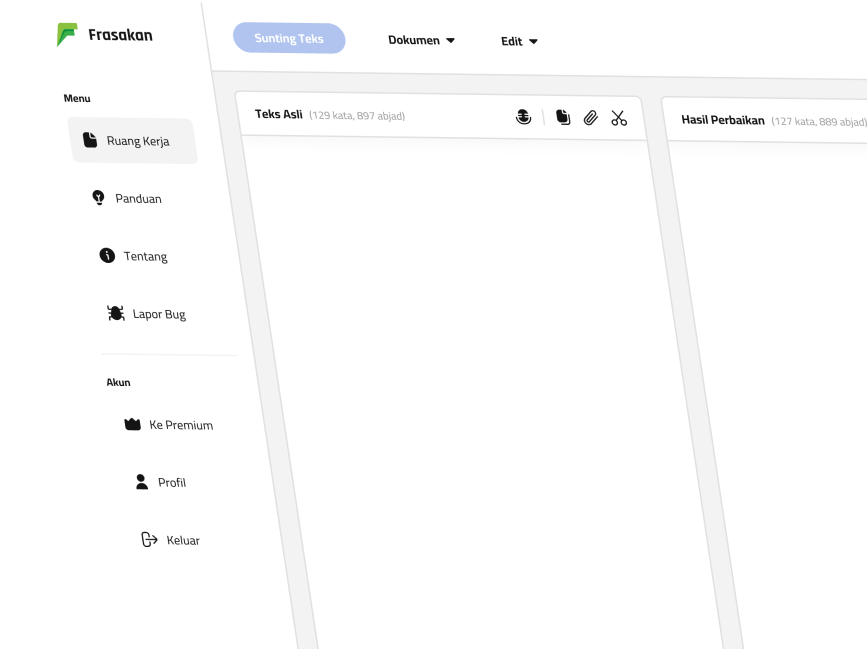 Frasakan
Sunting Teks
Dokumen
Edit
Menu
Ruang Kerja
Panduan
Tentang
Lapor Bug
Akun
Ke Premium
Profil
Keluar
Teks Asli (129 kata, 897 abjad)
Hasil Perbaikan (127 kata, 889 abjad)